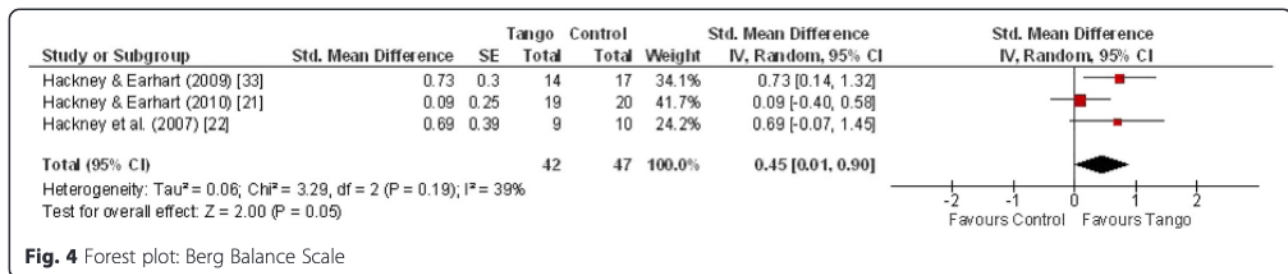 Tango Control Std. Mean Difference Std. Mean Difference
Study or Subgroup Std. Mean Difference SE Total Total Weight IV, Random, 95% CI IV, Random, 95% CI
Hackney & Earhart (2009) [33] 0.73 0.3 14 17 34.1% 0.73 [0.14, 1.32]
Hackney & Earhart (2010) [21] 0.09 0.25 19 20 41.7% 0.09 [-0.40, 0.58]
Hackney et al. (2007) [22] 0.69 0.39 9 10 24.2% 0.69 [-0.07, 1.45]
Total (95% CI) 42 47 100.0% 0.45 [0.01, 0.90]
Heterogeneity: Tau² = 0.06; Chi² = 3.29, df = 2 (P = 0.19); I² = 39%
Test for overall effect: Z = 2.00 (P = 0.05)
-2 -1 0 1 2
Favours Control Favours Tango
Fig. 4 Forest plot: Berg Balance Scale